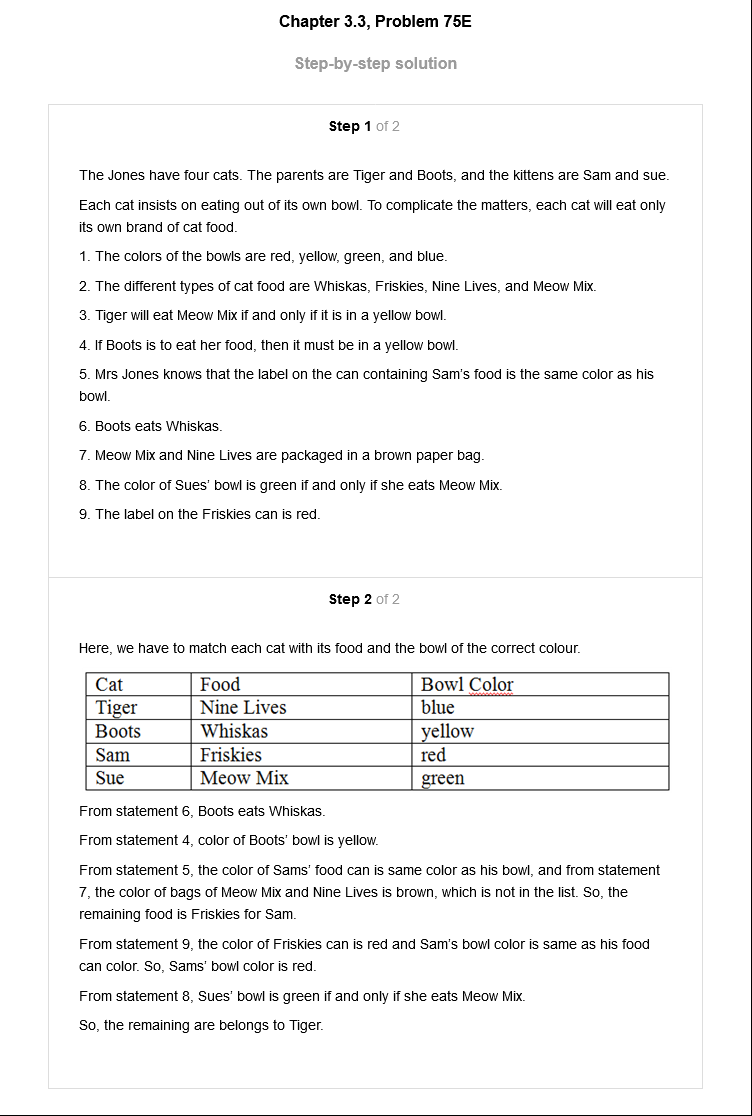 Chapter 3.3, Problem 75E
Step-by-step solution
Step 1 of 2
The Jones have four cats. The parents are Tiger and Boots, and the kittens are Sam and sue.
Each cat insists on eating out of its own bowl. To complicate the matters, each cat will eat only
its own brand of cat food.
1. The colors of the bowls are red, yellow, green, and blue.
2. The different types of cat food are Whiskas, Friskies, Nine Lives, and Meow Mix.
3. Tiger will eat Meow Mix if and only if it is in a yellow bowl.
4. If Boots is to eat her food, then it must be in a yellow bowl.
5. Mrs Jones knows that the label on the can containing Sam's food is the same color as his
bowl.
6. Boots eats Whiskas.
7. Meow Mix and Nine Lives are packaged in a brown paper bag.
8. The color of Sues' bowl is green if and only if she eats Meow Mix.
9. The label on the Friskies can is red.
Step 2 of 2
Here, we have to match each cat with its food and the bowl of the correct colour.
Cat Food Bowl Color
Tiger Nine Lives blue
Boots Whiskas yellow
Sam Friskies red
Sue Meow Mix green
From statement 6, Boots eats Whiskas.
From statement 4, color of Boots' bowl is yellow.
From statement 5, the color of Sams' food can is same color as his bowl, and from statement
7, the color of bags of Meow Mix and Nine Lives is brown, which is not in the list. So, the
remaining food is Friskies for Sam.
From statement 9, the color of Friskies can is red and Sam's bowl color is same as his food
can color. So, Sams' bowl color is red.
From statement 8, Sues' bowl is green if and only if she eats Meow Mix.
So, the remaining are belongs to Tiger.